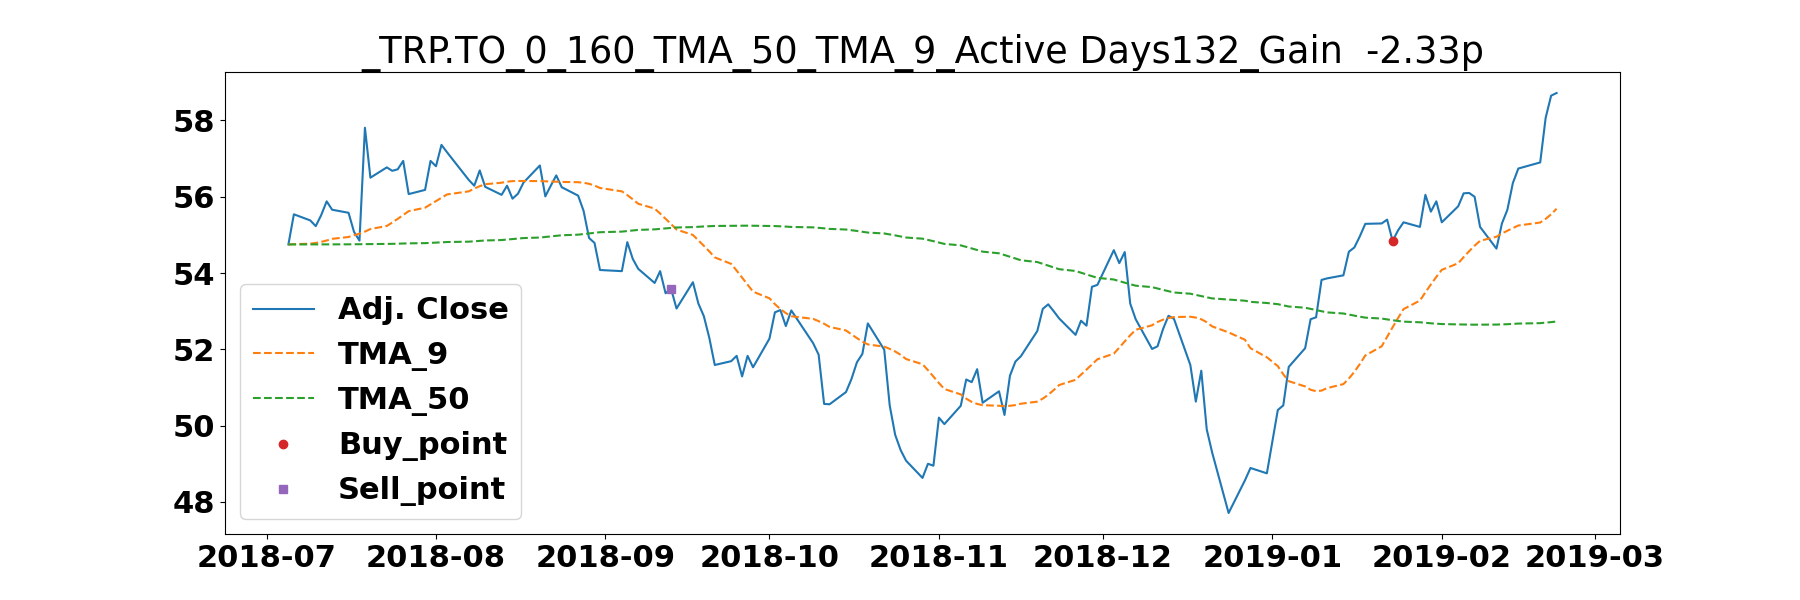 _TRP.TO_0_160_TMA_50_TMA_9_Active Days132_Gain  -2.33p
58
56
54
52
50
48
Adj. Close
TMA_9
TMA_50
Buy_point
Sell_point
2018-07 2018-08 2018-09 2018-10 2018-11 2018-12 2019-01 2019-02 2019-03